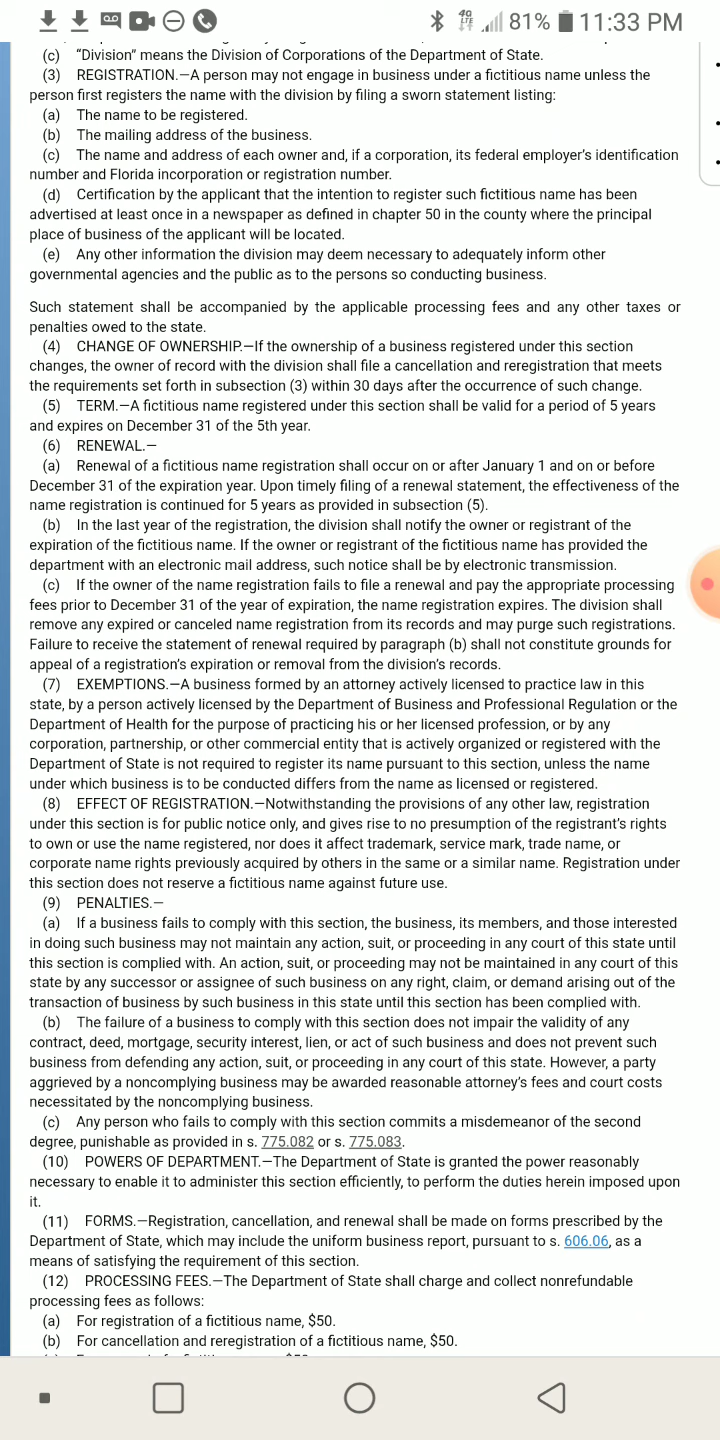 81% 11:33 PM
(c) “Division” means the Division of Corporations of the Department of State.
(3) REGISTRATION.—A person may not engage in business under a fictitious name unless the
person first registers the name with the division by filing a sworn statement listing:
(a) The name to be registered.
(b) The mailing address of the business.
(c) The name and address of each owner and, if a corporation, its federal employer’s identification
number and Florida incorporation or registration number.
(d) Certification by the applicant that the intention to register such fictitious name has been
advertised at least once in a newspaper as defined in chapter 50 in the county where the principal
place of business of the applicant will be located.
(e) Any other information the division may deem necessary to adequately inform other
governmental agencies and the public as to the persons so conducting business.
Such statement shall be accompanied by the applicable processing fees and any other taxes or
penalties owed to the state.
(4) CHANGE OF OWNERSHIP.—If the ownership of a business registered under this section
changes, the owner of record with the division shall file a cancellation and reregistration that meets
the requirements set forth in subsection (3) within 30 days after the occurrence of such change.
(5) TERM.—A fictitious name registered under this section shall be valid for a period of 5 years
and expires on December 31 of the 5th year.
(6) RENEWAL.—
(a) Renewal of a fictitious name registration shall occur on or after January 1 and on or before
December 31 of the expiration year. Upon timely filing of a renewal statement, the effectiveness of the
name registration is continued for 5 years as provided in subsection (5).
(b) In the last year of the registration, the division shall notify the owner or registrant of the
expiration of the fictitious name. If the owner or registrant of the fictitious name has provided the
department with an electronic mail address, such notice shall be by electronic transmission.
(c) If the owner of the name registration fails to file a renewal and pay the appropriate processing
fees prior to December 31 of the year of expiration, the name registration expires. The division shall
remove any expired or canceled name registration from its records and may purge such registrations.
Failure to receive the statement of renewal required by paragraph (b) shall not constitute grounds for
appeal of a registration’s expiration or removal from the division’s records.
(7) EXEMPTIONS.—A business formed by an attorney actively licensed to practice law in this
state, by a person actively licensed by the Department of Business and Professional Regulation or the
Department of Health for the purpose of practicing his or her licensed profession, or by any
corporation, partnership, or other commercial entity that is actively organized or registered with the
Department of State is not required to register its name pursuant to this section, unless the name
under which business is to be conducted differs from the name as licensed or registered.
(8) EFFECT OF REGISTRATION.—Notwithstanding the provisions of any other law, registration
under this section is for public notice only, and gives rise to no presumption of the registrant’s rights
to own or use the name registered, nor does it affect trademark, service mark, trade name, or
corporate name rights previously acquired by others in the same or a similar name. Registration under
this section does not reserve a fictitious name against future use.
(9) PENALTIES.—
(a) If a business fails to comply with this section, the business, its members, and those interested
in doing such business may not maintain any action, suit, or proceeding in any court of this state until
this section is complied with. An action, suit, or proceeding may not be maintained in any court of this
state by any successor or assignee of such business on any right, claim, or demand arising out of the
transaction of business by such business in this state until this section has been complied with.
(b) The failure of a business to comply with this section does not impair the validity of any
contract, deed, mortgage, security interest, lien, or act of such business and does not prevent such
business from defending any action, suit, or proceeding in any court of this state. However, a party
aggrieved by a noncomplying business may be awarded reasonable attorney’s fees and court costs
necessitated by the noncomplying business.
(c) Any person who fails to comply with this section commits a misdemeanor of the second
degree, punishable as provided in s. 775.082 or s. 775.083.
(10) POWERS OF DEPARTMENT.—The Department of State is granted the power reasonably
necessary to enable it to administer this section efficiently, to perform the duties herein imposed upon
it.
(11) FORMS.—Registration, cancellation, and renewal shall be made on forms prescribed by the
Department of State, which may include the uniform business report, pursuant to s. 606.06, as a
means of satisfying the requirement of this section.
(12) PROCESSING FEES.—The Department of State shall charge and collect nonrefundable
processing fees as follows:
(a) For registration of a fictitious name, $50.
(b) For cancellation and reregistration of a fictitious name, $50.